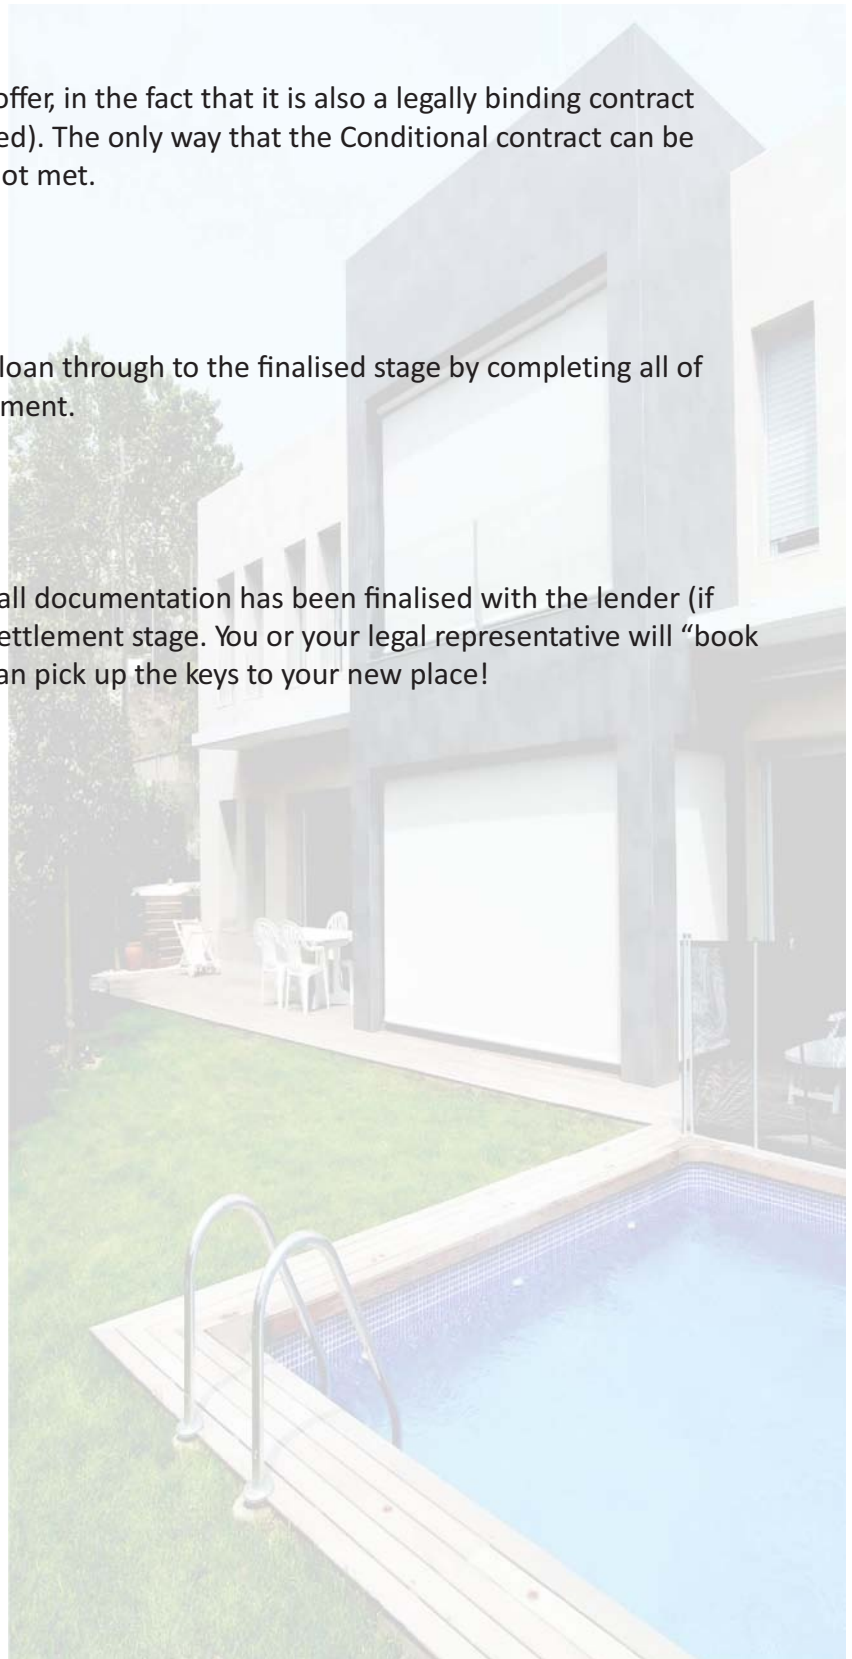 offer, in the fact that it is also a legally binding contract
ed). The only way that the Conditional contract can be
ot met.
loan through to the finalised stage by completing all of
ment.
all documentation has been finalised with the lender (if
ettlement stage. You or your legal representative will “book
an pick up the keys to your new place!